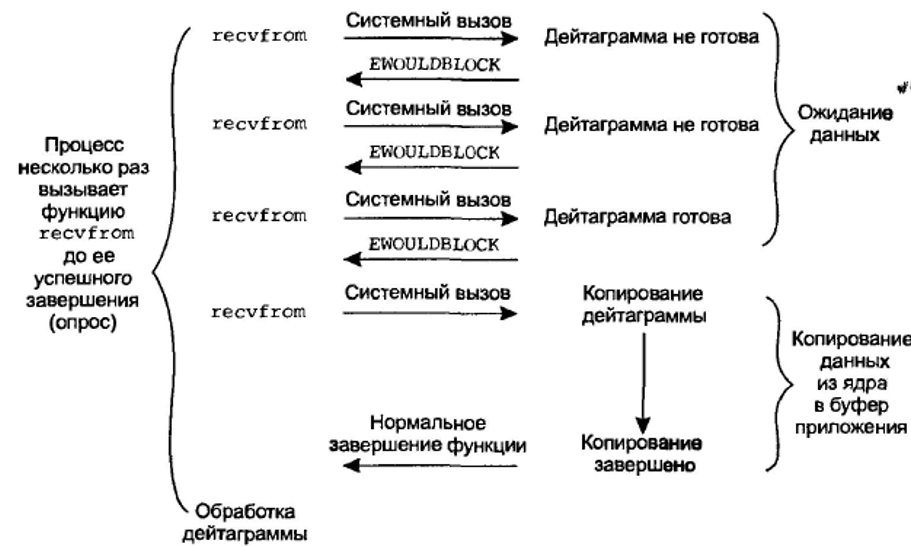 recvfrom Системный вызов Дейтаграмма не готова
EWOULDBLOCK
recvfrom Системный вызов Дейтаграмма не готова
EWOULDBLOCK
recvfrom Системный вызов Дейтаграмма готова
EWOULDBLOCK
recvfrom Системный вызов Копирование
дейтаграммы
Нормальное
завершение функции
Копирование
завершено
Обработка
дейтаграммы
Процесс
несколько раз
вызывает
функцию
recvfrom
до ее
успешного
завершения
(опрос)
Ожидание
данных
Копирование
данных
из ядра
в буфер
приложения